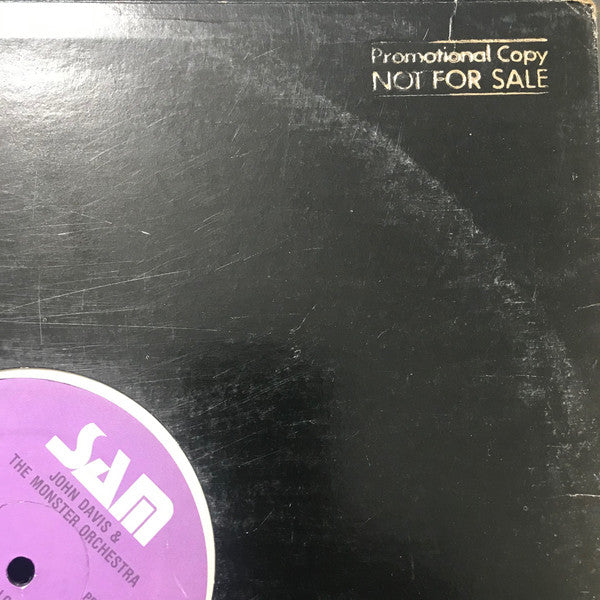 Promotional Copy
NOT FOR SALE
SAM
JOHN DAVIS &
THE MONSTER ORCHESTRA